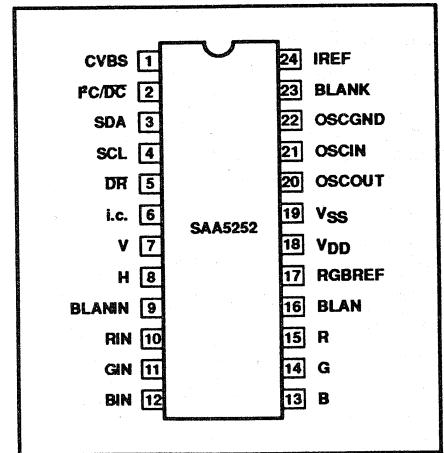 CVBS 1 24 IREF
I²C/D̅C̅ 2 23 BLANK
SDA 3 22 OSCGND
SCL 4 21 OSCIN
D̅R̅ 5 20 OSCOUT
i.c. 6 19 VSS
SAA5252
V 7 18 VDD
H 8 17 RGBREF
BLANIN 9 16 BLAN
RIN 10 15 R
GIN 11 14 G
BIN 12 13 B